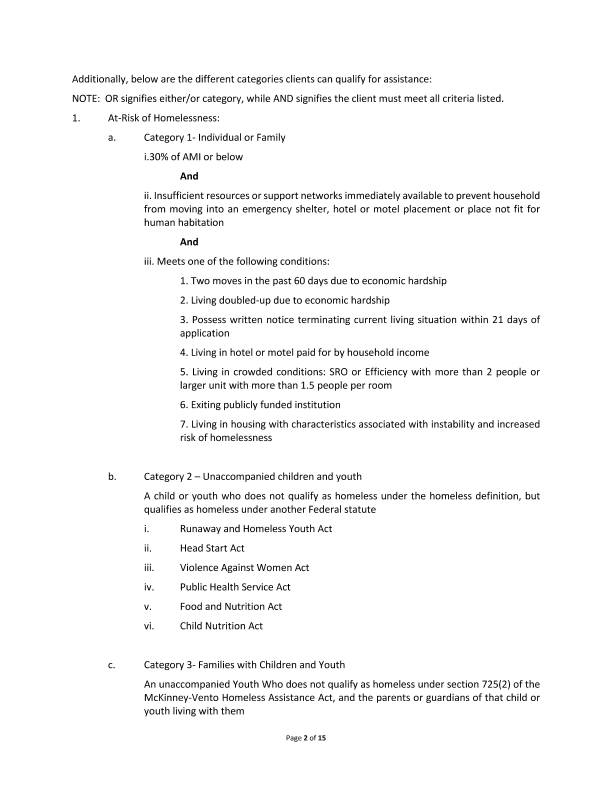 Additionally, below are the different categories clients can qualify for assistance:
NOTE:  OR signifies either/or category, while AND signifies the client must meet all criteria listed.
1. At-Risk of Homelessness:
a. Category 1- Individual or Family
i.30% of AMI or below
And
ii. Insufficient resources or support networks immediately available to prevent household
from moving into an emergency shelter, hotel or motel placement or place not fit for
human habitation
And
iii. Meets one of the following conditions:
1. Two moves in the past 60 days due to economic hardship
2. Living doubled-up due to economic hardship
3. Possess written notice terminating current living situation within 21 days of
application
4. Living in hotel or motel paid for by household income
5. Living in crowded conditions: SRO or Efficiency with more than 2 people or
larger unit with more than 1.5 people per room
6. Exiting publicly funded institution
7. Living in housing with characteristics associated with instability and increased
risk of homelessness
b. Category 2 – Unaccompanied children and youth
A child or youth who does not qualify as homeless under the homeless definition, but
qualifies as homeless under another Federal statute
i. Runaway and Homeless Youth Act
ii. Head Start Act
iii. Violence Against Women Act
iv. Public Health Service Act
v. Food and Nutrition Act
vi. Child Nutrition Act
c. Category 3- Families with Children and Youth
An unaccompanied Youth Who does not qualify as homeless under section 725(2) of the
McKinney-Vento Homeless Assistance Act, and the parents or guardians of that child or
youth living with them
Page 2 of 15